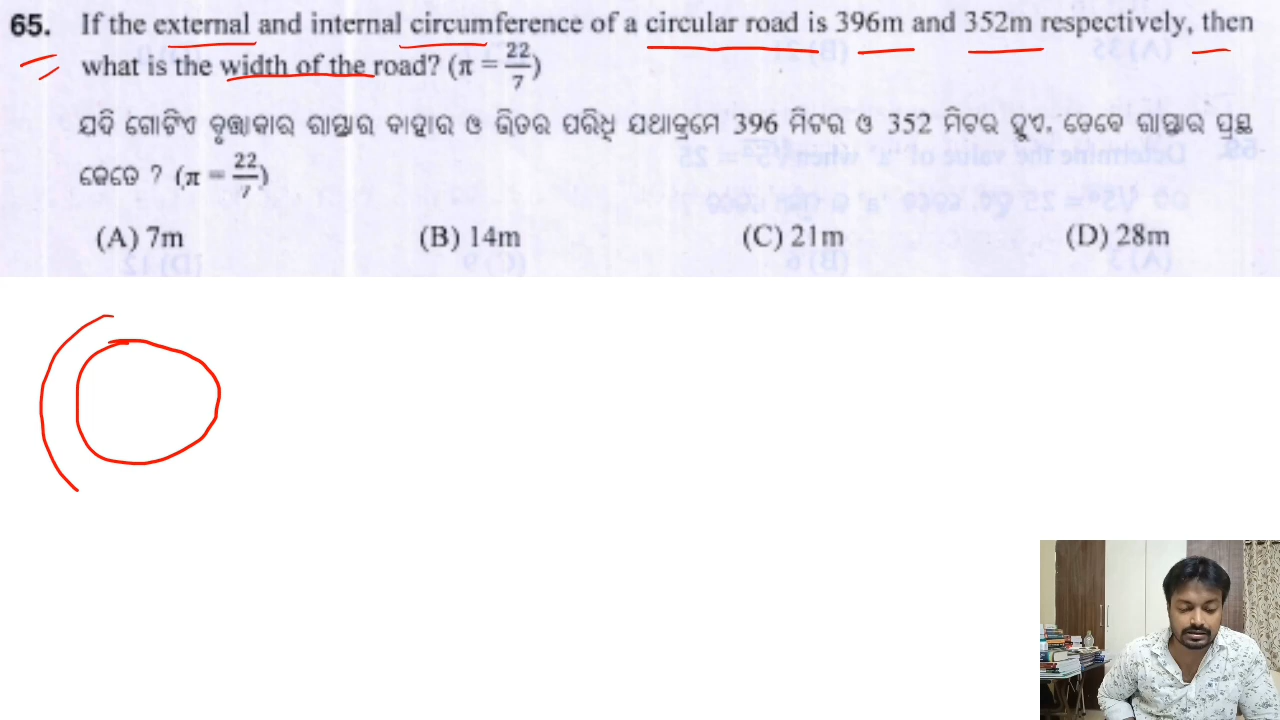 65. If the external and internal circumference of a circular road is 396m and 352m respectively, then
what is the width of the road? (π = 22/7)
ଯଦି ଗୋଟିଏ ବୃତ୍ତାକାର ରାସ୍ତାର ବାହାର ଓ ଭିତର ପରିଧି ଯଥାକ୍ରମେ 396 ମିଟର ଓ 352 ମିଟର ହୁଏ, ତେବେ ରାସ୍ତାର ପ୍ରସ୍ଥ
କେତେ ? (π = 22/7)
(A) 7m (B) 14m (C) 21m (D) 28m